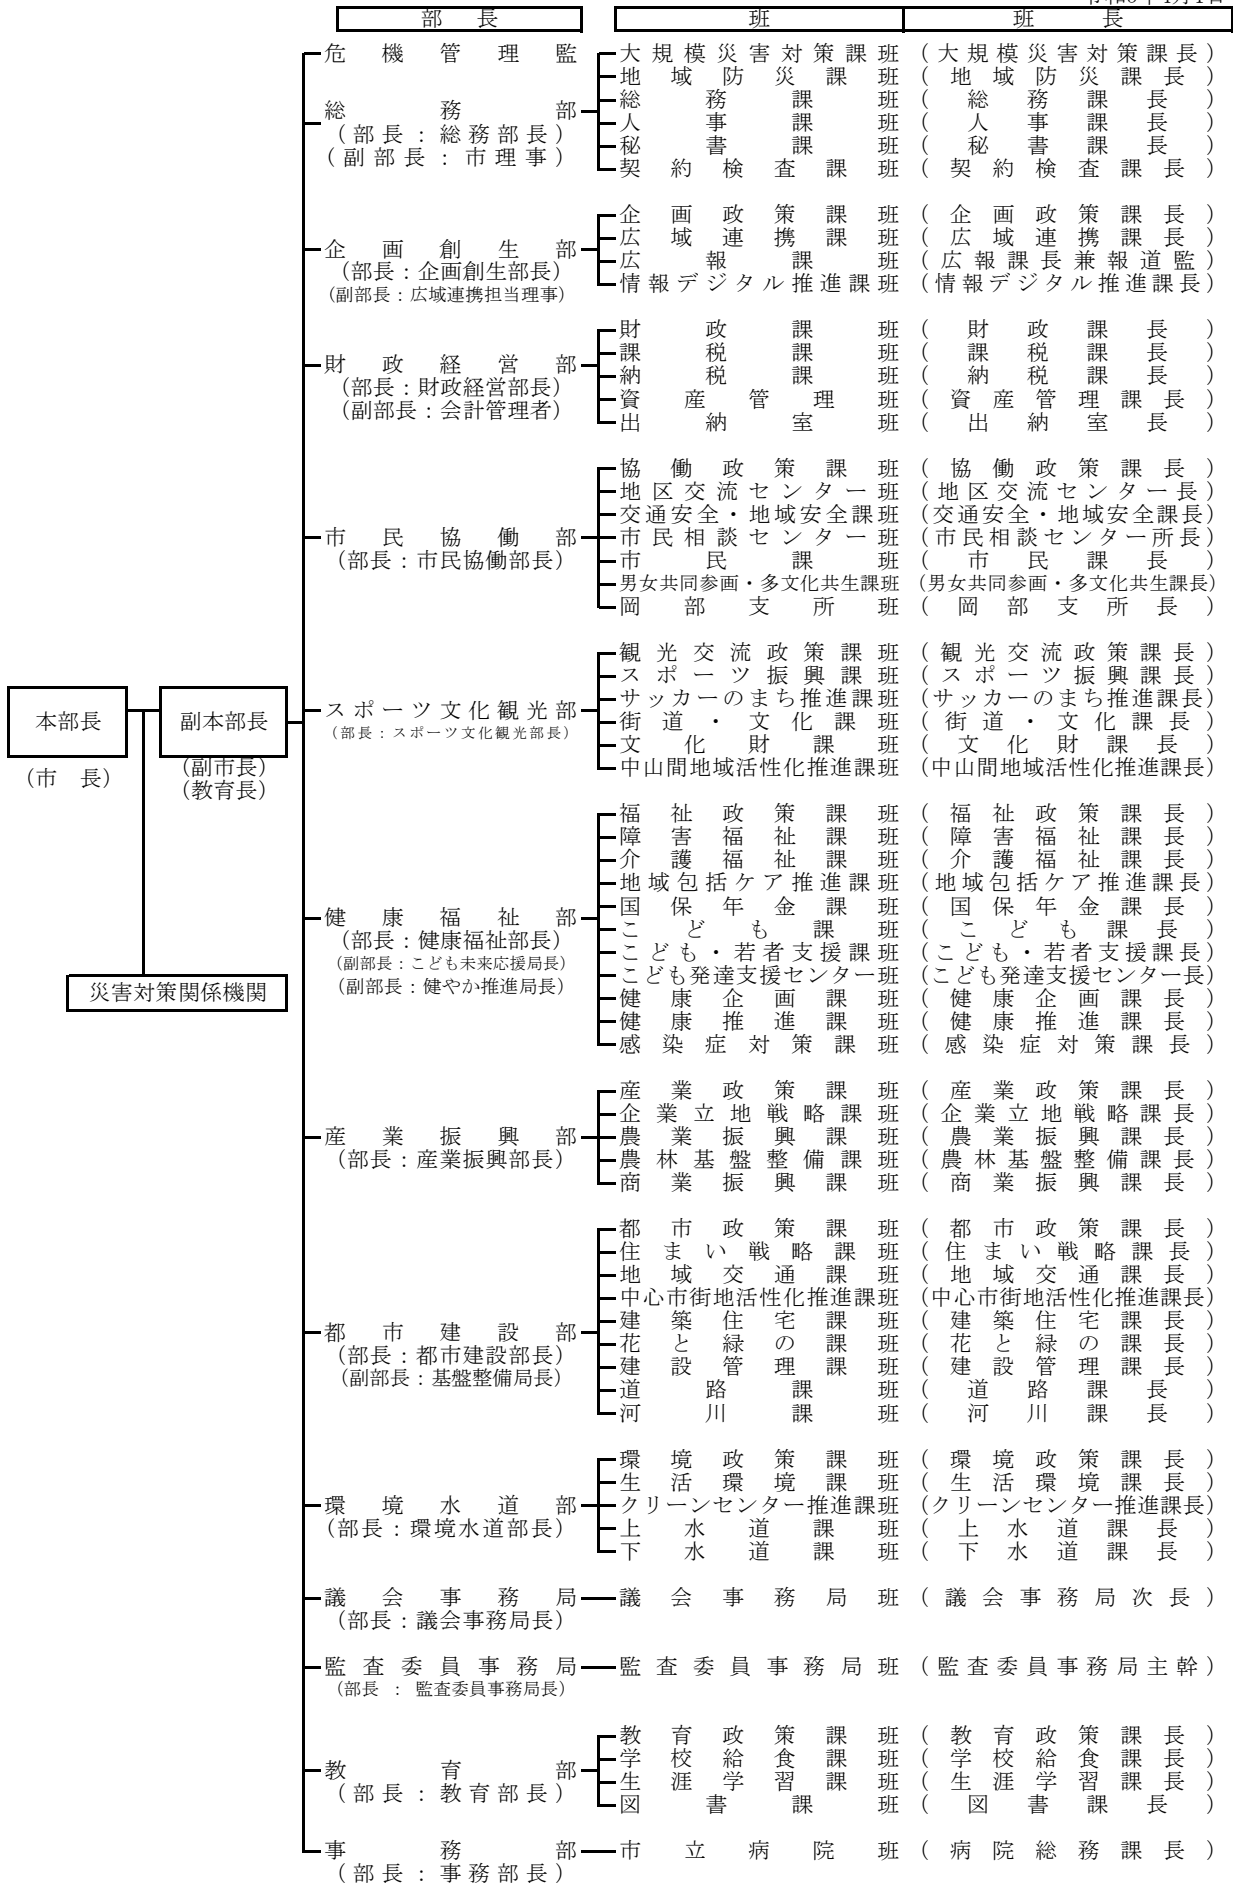 部長 班 班長
危機管理監 大規模災害対策課班 (大規模災害対策課長)
地域防災課班 (地域防災課長)
総務部 総務課班 (総務課長)
(部長：総務部長) 人事課班 (人事課長)
(副部長：市理事) 秘書課班 (秘書課長)
契約検査課班 (契約検査課長)
企画政策課班 (企画政策課長)
企画創生部 広域連携課班 (広域連携課長)
(部長：企画創生部長) 広報課班 (広報課長兼報道監)
(副部長：広域連携担当理事) 情報デジタル推進課班 (情報デジタル推進課長)
財政課班 (財政課長)
財政経営部 課税課班 (課税課長)
(部長：財政経営部長) 納税課班 (納税課長)
(副部長：会計管理者) 資産管理班 (資産管理課長)
出納室班 (出納室長)
協働政策課班 (協働政策課長)
地区交流センター班 (地区交流センター長)
交通安全・地域安全課班 (交通安全・地域安全課長)
市民協働部 市民相談センター班 (市民相談センター所長)
(部長：市民協働部長) 市民課班 (市民課長)
男女共同参画・多文化共生課班 (男女共同参画・多文化共生課長)
岡部支所班 (岡部支所長)
観光交流政策課班 (観光交流政策課長)
スポーツ振興課班 (スポーツ振興課長)
サッカーのまち推進課班 (サッカーのまち推進課長)
本部長 副本部長 スポーツ文化観光部 街道・文化課班 (街道・文化課長)
(部長：スポーツ文化観光部長) 文化財課班 (文化財課長)
(市長) (副市長) 中山間地域活性化推進課班 (中山間地域活性化推進課長)
(教育長)
福祉政策課班 (福祉政策課長)
障害福祉課班 (障害福祉課長)
介護福祉課班 (介護福祉課長)
地域包括ケア推進課班 (地域包括ケア推進課長)
健康福祉部 国保年金課班 (国保年金課長)
(部長：健康福祉部長) こども課班 (こども課長)
(副部長：こども未来応援局長) こども・若者支援課班 (こども・若者支援課長)
(副部長：健やか推進局長) こども発達支援センター班 (こども発達支援センター長)
災害対策関係機関 健康企画課班 (健康企画課長)
健康推進課班 (健康推進課長)
感染症対策課班 (感染症対策課長)
産業政策課班 (産業政策課長)
企業立地戦略課班 (企業立地戦略課長)
産業振興部 農業振興課班 (農業振興課長)
(部長：産業振興部長) 農林基盤整備課班 (農林基盤整備課長)
商業振興課班 (商業振興課長)
都市政策課班 (都市政策課長)
住まい戦略課班 (住まい戦略課長)
地域交通課班 (地域交通課長)
中心市街地活性化推進課班 (中心市街地活性化推進課長)
都市建設部 建築住宅課班 (建築住宅課長)
(部長：都市建設部長) 花と緑の課班 (花と緑の課長)
(副部長：基盤整備局長) 建設管理課班 (建設管理課長)
道路課班 (道路課長)
河川課班 (河川課長)
環境政策課班 (環境政策課長)
生活環境課班 (生活環境課長)
環境水道部 クリーンセンター推進課班 (クリーンセンター推進課長)
(部長：環境水道部長) 上水道課班 (上水道課長)
下水道課班 (下水道課長)
議会事務局 議会事務局班 (議会事務局次長)
(部長：議会事務局長)
監査委員事務局 監査委員事務局班 (監査委員事務局主幹)
(部長：監査委員事務局長)
教育政策課班 (教育政策課長)
教育部 学校給食課班 (学校給食課長)
(部長：教育部長) 生涯学習課班 (生涯学習課長)
図書課班 (図書課長)
事務部 市立病院班 (病院総務課長)
(部長：事務部長)